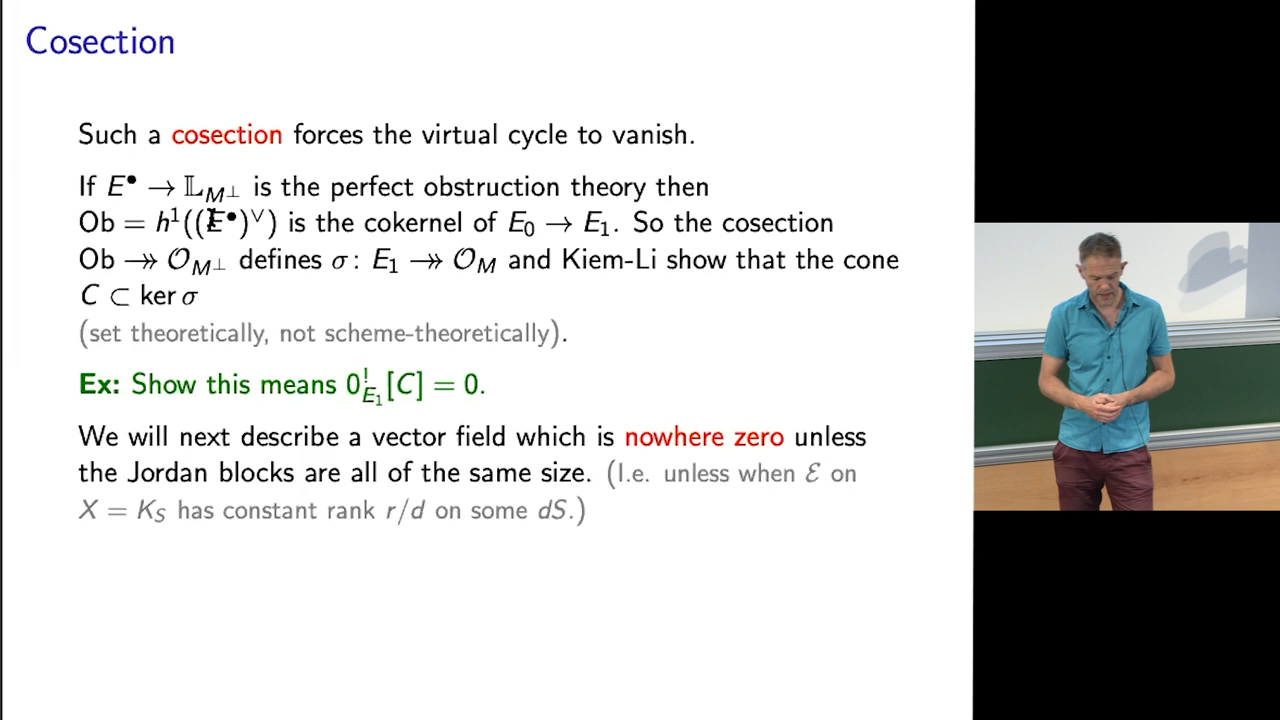 Cosection
Such a cosection forces the virtual cycle to vanish.
If E• → 𝕃_{M⊥} is the perfect obstruction theory then
Ob = h¹((E•)∨) is the cokernel of E₀ → E₁. So the cosection
Ob ↠ 𝒪_{M⊥} defines σ: E₁ ↠ 𝒪_M and Kiem-Li show that the cone
C ⊂ ker σ
(set theoretically, not scheme-theoretically).
Ex: Show this means 0^!_{E₁}[C] = 0.
We will next describe a vector field which is nowhere zero unless
the Jordan blocks are all of the same size. (I.e. unless when ℰ on
X = K_S has constant rank r/d on some dS.)